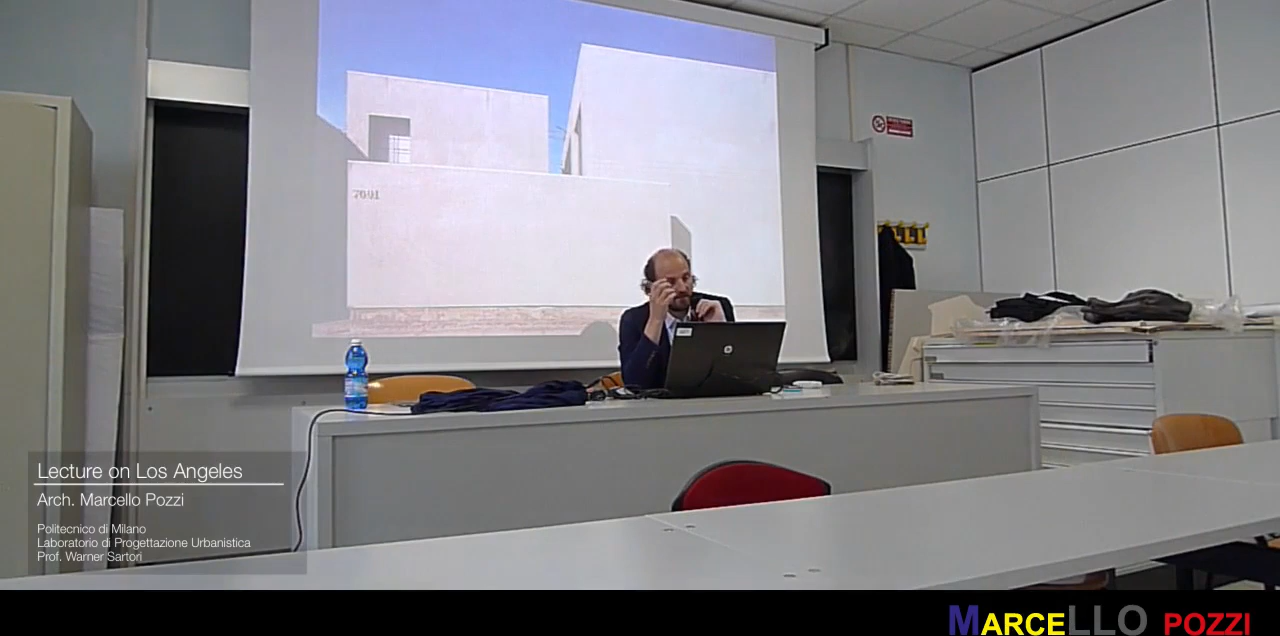 7001
Lecture on Los Angeles
Arch. Marcello Pozzi
Politecnico di Milano
Laboratorio di Progettazione Urbanistica
Prof. Warner Sartori
MARCELLO POZZI